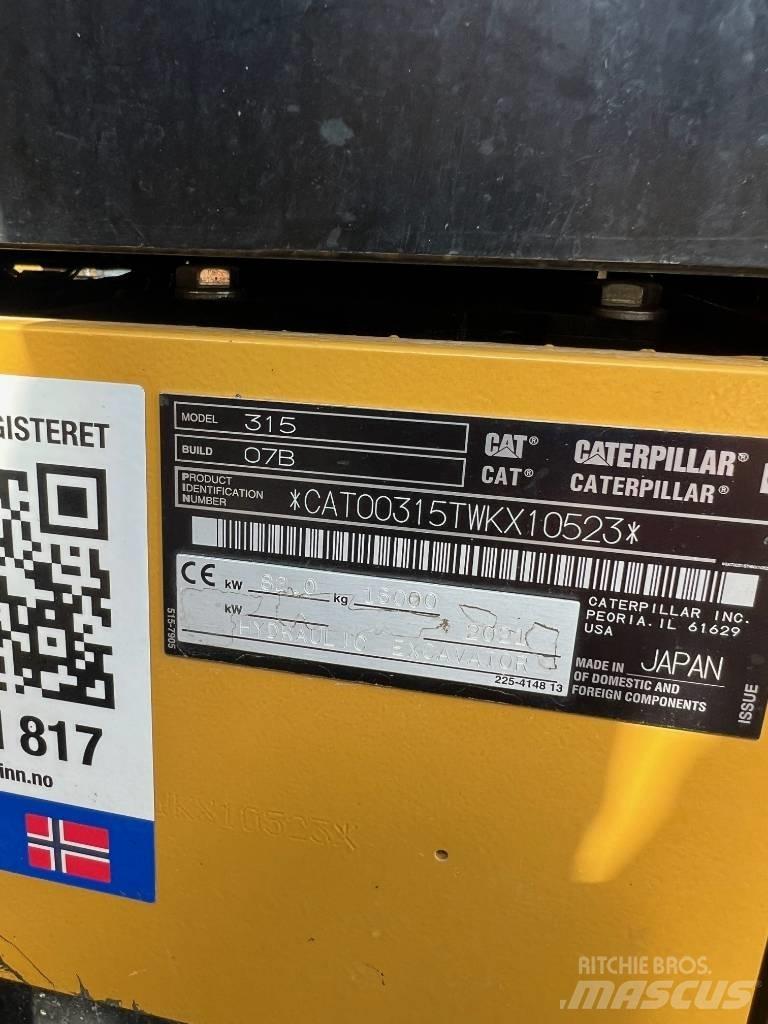 GISTERET
817
inn.no
MODEL 315
BUILD 07B
PRODUCT
IDENTIFICATION
NUMBER
*CAT00315TWKX10523*
CAT® CATERPILLAR®
CAT® CATERPILLAR®
CE kW kg
kW 2021
HYDRAULIC EXCAVATOR
225-4148 13
515-7905
CATERPILLAR INC.
PEORIA, IL 61629
USA
MADE IN JAPAN
OF DOMESTIC AND
FOREIGN COMPONENTS
ISSUE
WKX10523*
RITCHIE BROS.
MASCUS